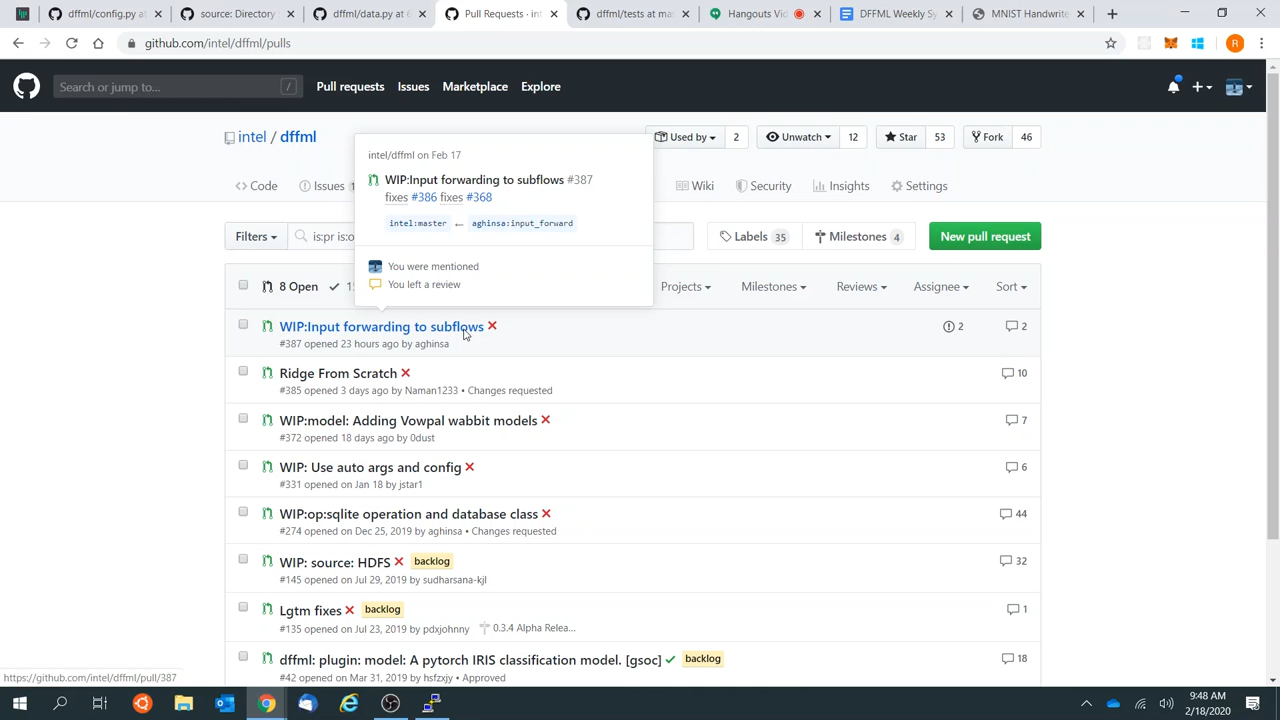 dffml/config.py at
source: Directory
dffml/data.py at
Pull Requests · int
dffml/tests at mas
Hangouts Vid
DFFML Weekly Sy
MNIST Handwrite
github.com/intel/dffml/pulls
R
Search or jump to...
/
Pull requests
Issues
Marketplace
Explore
intel / dffml
Used by
2
Unwatch
12
Star
53
Fork
46
Code
Issues
Wiki
Security
Insights
Settings
intel/dffml on Feb 17
WIP:Input forwarding to subflows #387
fixes #386 fixes #368
intel:master ← aghinsa:input_forward
You were mentioned
You left a review
Filters
is:pr is:o
Labels 35
Milestones 4
New pull request
8 Open
Projects
Milestones
Reviews
Assignee
Sort
WIP:Input forwarding to subflows
2
2
#387 opened 23 hours ago by aghinsa
Ridge From Scratch
10
#385 opened 3 days ago by Naman1233 • Changes requested
WIP:model: Adding Vowpal wabbit models
7
#372 opened 18 days ago by 0dust
WIP: Use auto args and config
6
#331 opened on Jan 18 by jstar1
WIP:op:sqlite operation and database class
44
#274 opened on Dec 25, 2019 by aghinsa • Changes requested
WIP: source: HDFS
backlog
32
#145 opened on Jul 29, 2019 by sudharsana-kjl
Lgtm fixes
backlog
1
#135 opened on Jul 23, 2019 by pdxjohnny
0.3.4 Alpha Relea...
dffml: plugin: model: A pytorch IRIS classification model. [gsoc]
backlog
18
#42 opened on Mar 31, 2019 by hsfzxjy • Approved
https://github.com/intel/dffml/pull/387
9:48 AM
2/18/2020